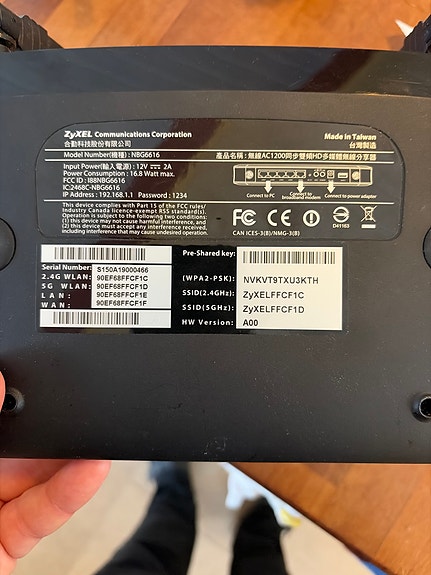 ZyXEL Communications Corporation
合勤科技股份有限公司
Made in Taiwan
台灣製造
Model Number(機種) : NBG6616
產品名稱 : 無線AC1200同步雙頻HD多媒體無線分享器
Input Power(輸入電源) : 12V ⎓ 2A
Power Consumption : 16.8 Watt max.
FCC ID : I88NBG6616
IC:2468C-NBG6616
IP Address : 192.168.1.1 Password : 1234
Connect to PC
Connect to broadband modem
Connect to power adapter
This device complies with Part 15 of the FCC rules/
Industry Canada licence-exempt RSS standard(s).
Operation is subject to the following two conditions:
(1) this device may not cause harmful interference, and
(2) this device must accept any interference received,
including interference that may cause undesired operation.
FC CE
CAN ICES-3(B)/NMG-3(B)
D41163
Serial Number: S150A19000466
2.4G WLAN: 90EF68FFCF1C
5G WLAN: 90EF68FFCF1D
LAN: 90EF68FFCF1E
WAN: 90EF68FFCF1F
Pre-Shared key:
(WPA2-PSK): NVKVT9TXU3KTH
SSID(2.4GHz): ZyXELFFCF1C
SSID(5GHz): ZyXELFFCF1D
HW Version: A00